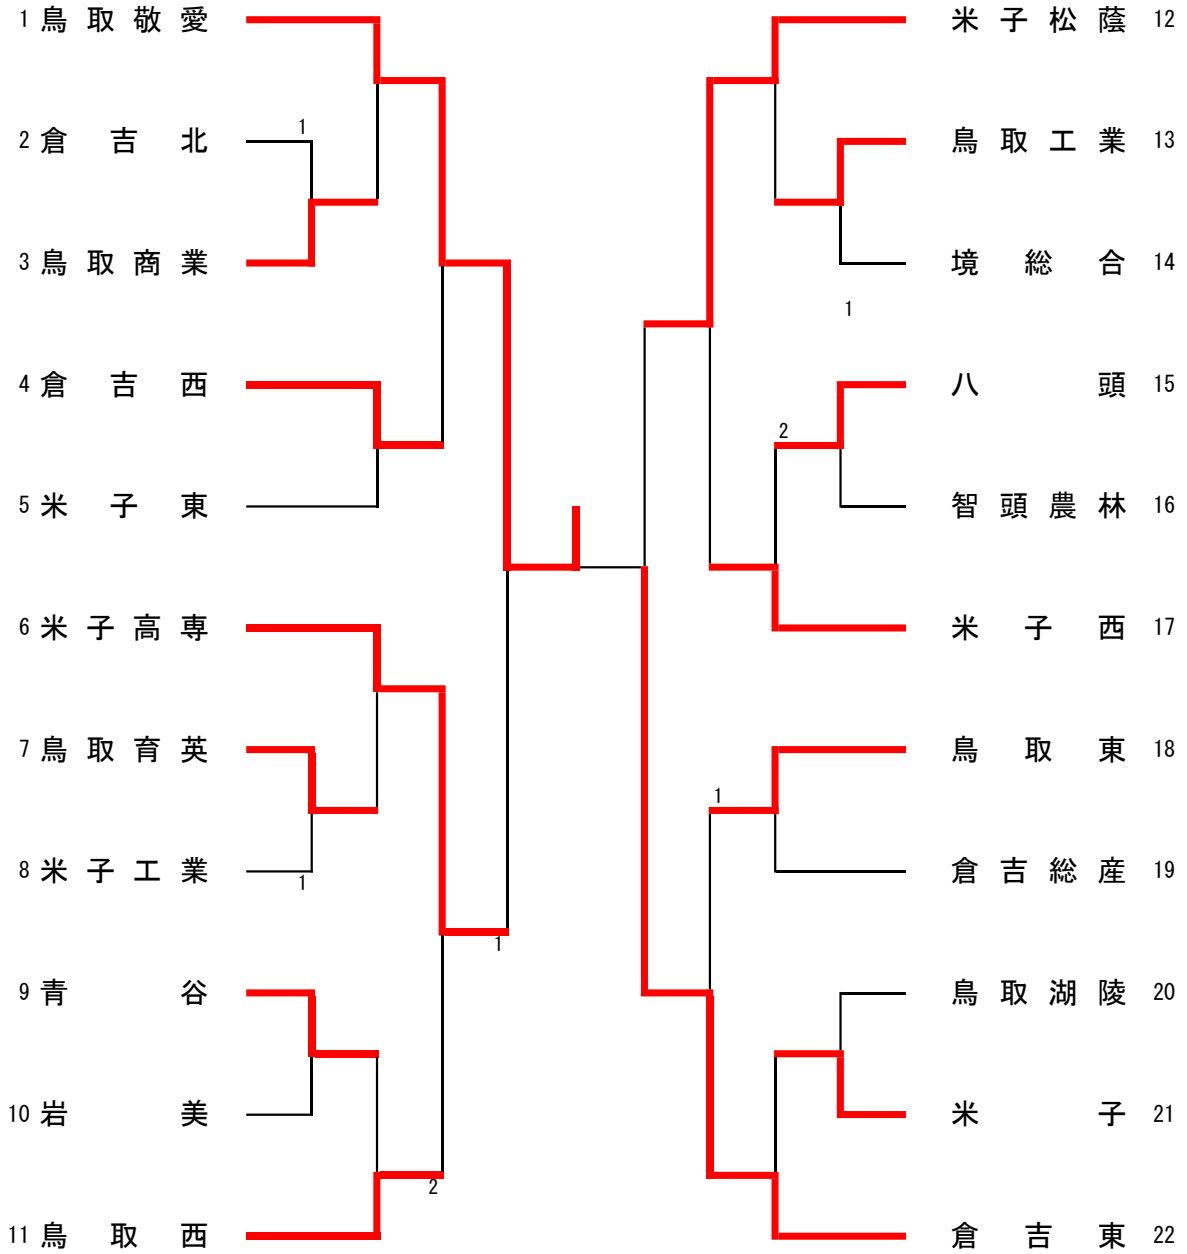 1 鳥取敬愛
2 倉吉北
1
3 鳥取商業
4 倉吉西
5 米子東
6 米子高専
7 鳥取育英
8 米子工業
1
1
9 青谷
10 岩美
2
11 鳥取西
米子松蔭 12
鳥取工業 13
境総合 14
1
八頭 15
2
智頭農林 16
米子西 17
鳥取東 18
1
倉吉総産 19
鳥取湖陵 20
米子 21
倉吉東 22